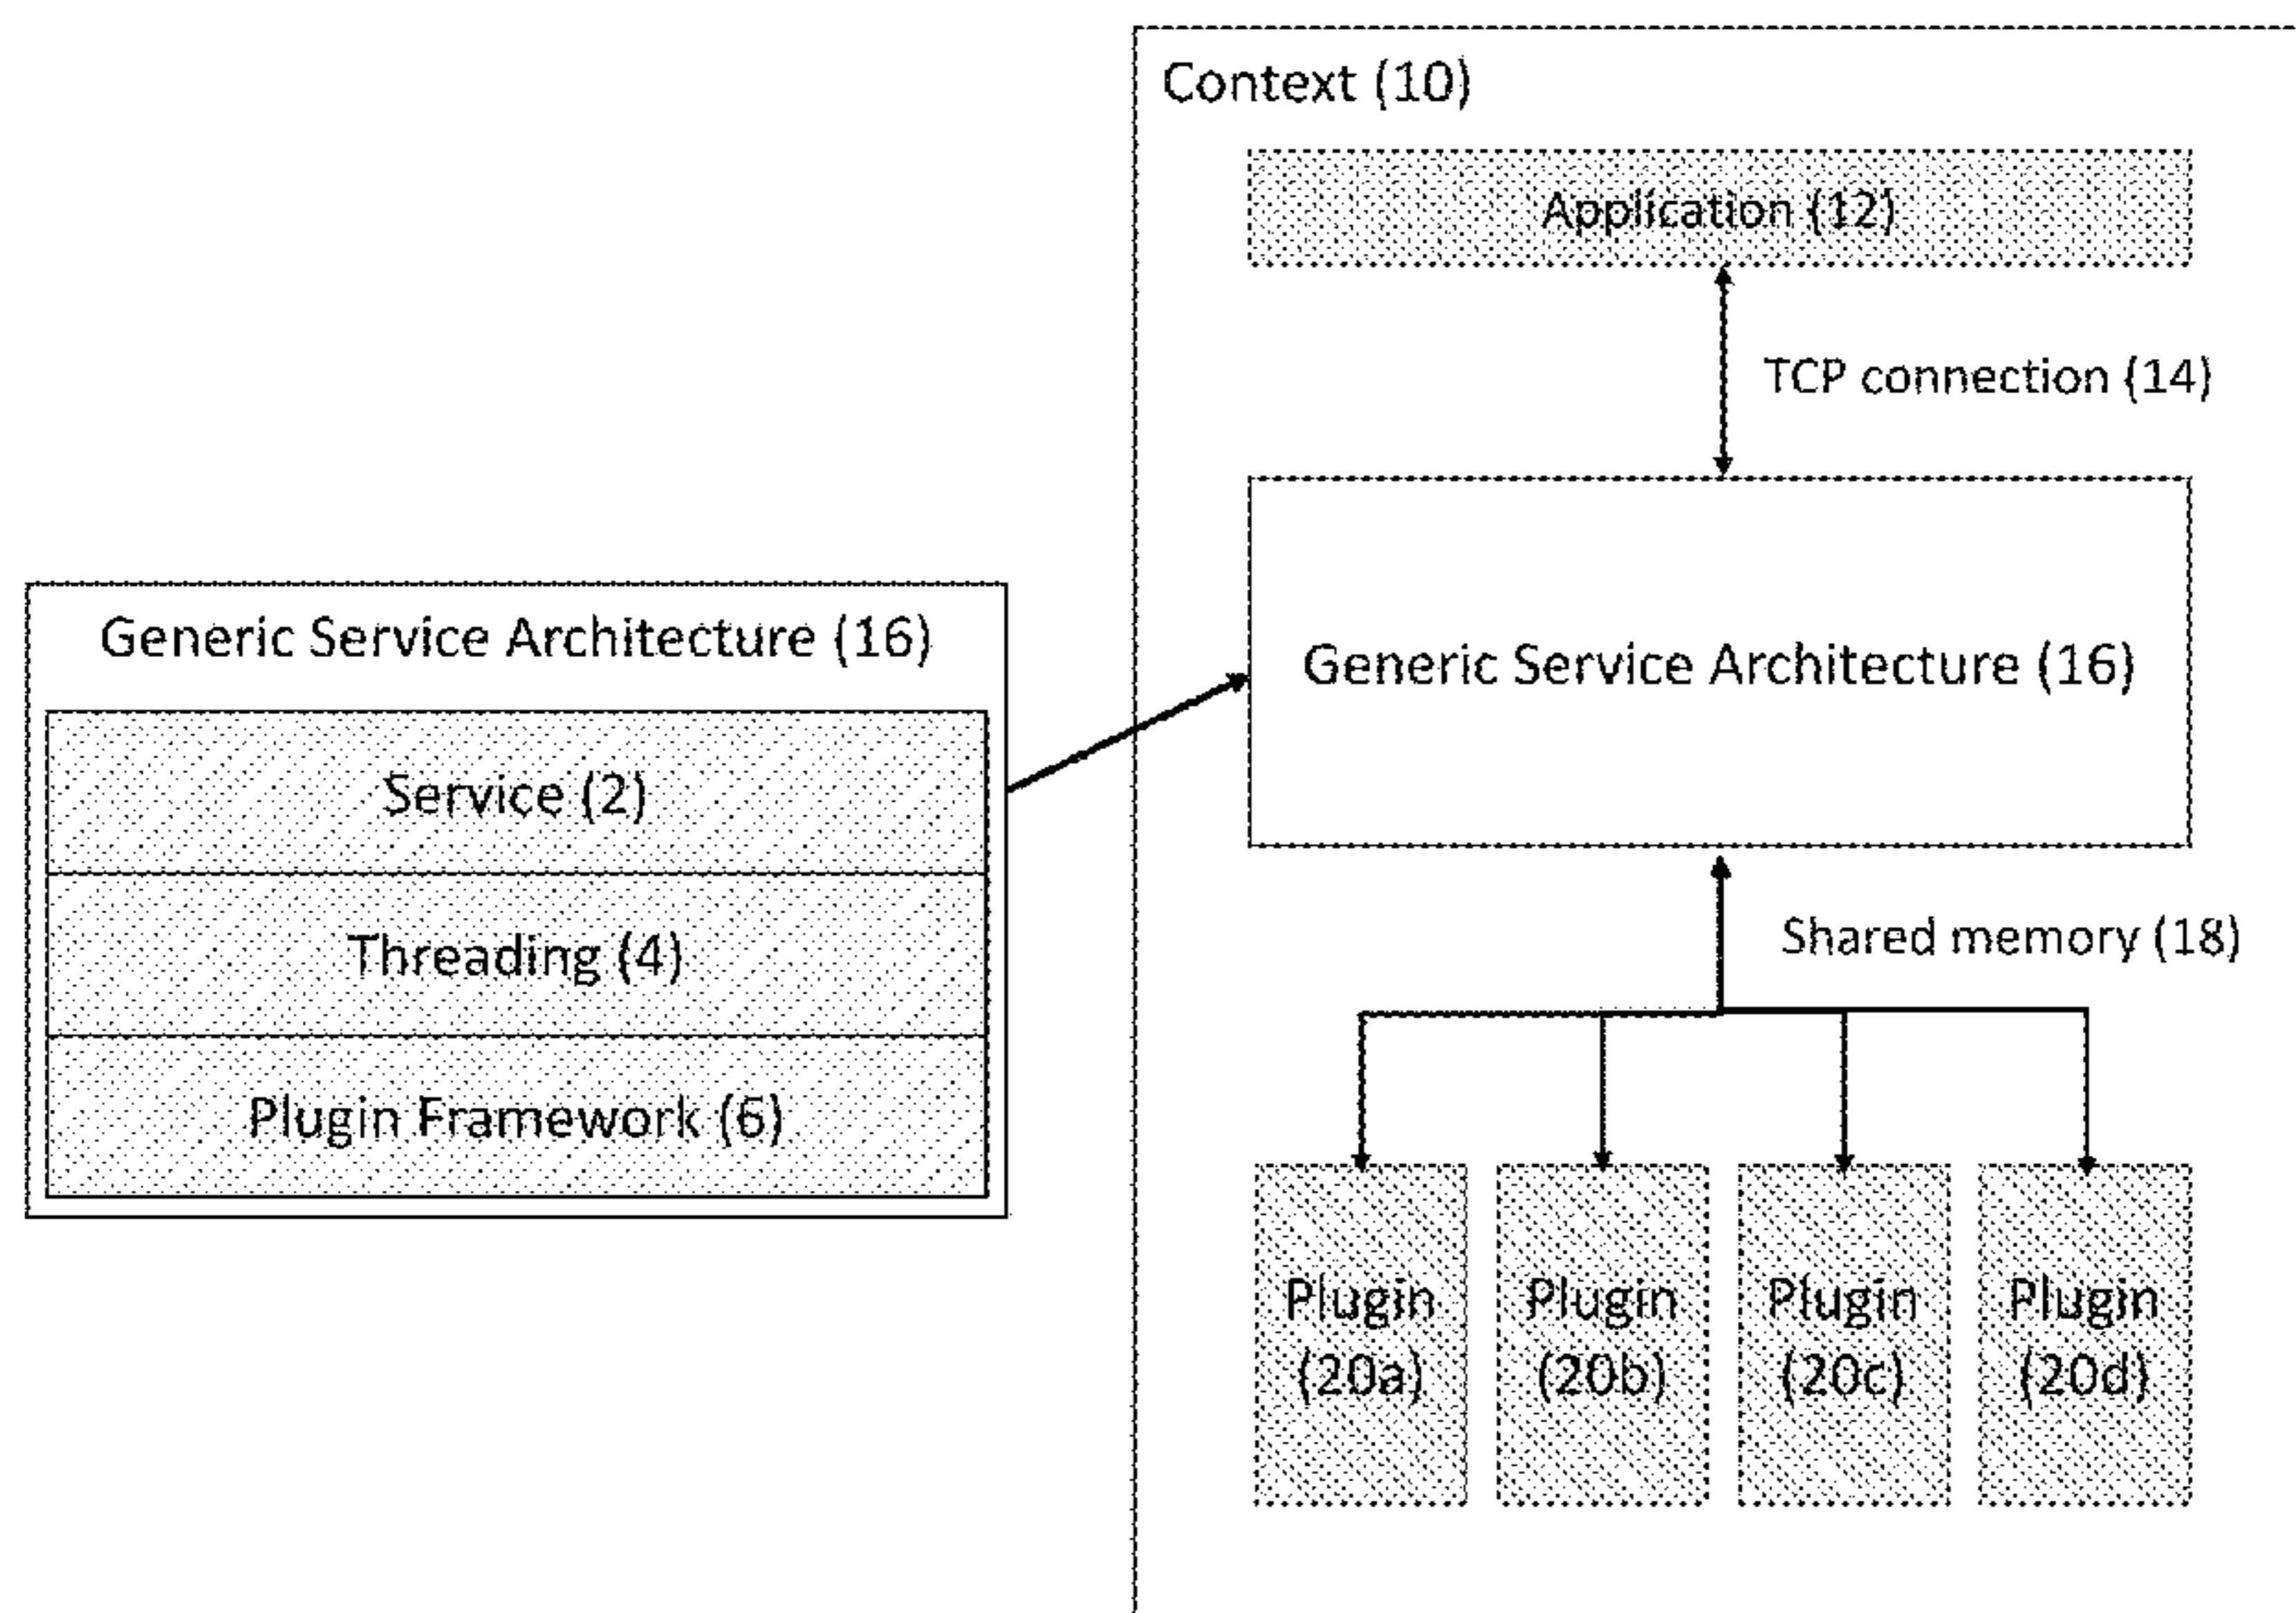 Context (10)
Application (12)
TCP connection (14)
Generic Service Architecture (16)
Service (2)
Threading (4)
Plugin Framework (6)
Generic Service Architecture (16)
Shared memory (18)
Plugin
(20a)
Plugin
(20b)
Plugin
(20c)
Plugin
(20d)